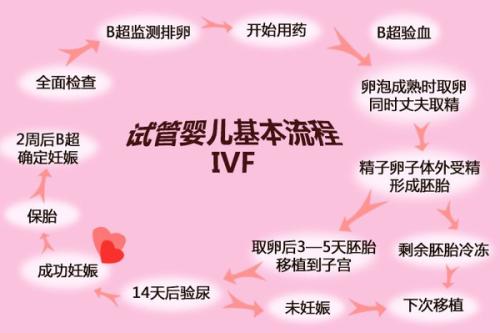 B超监测排卵
开始用药
B超验血
全面检查
卵泡成熟时取卵
同时丈夫取精
试管婴儿基本流程
IVF
2周后B超
确定妊娠
精子卵子体外受精
形成胚胎
保胎
取卵后3—5天胚胎
移植到子宫
剩余胚胎冷冻
成功妊娠
14天后验尿
未妊娠
下次移植